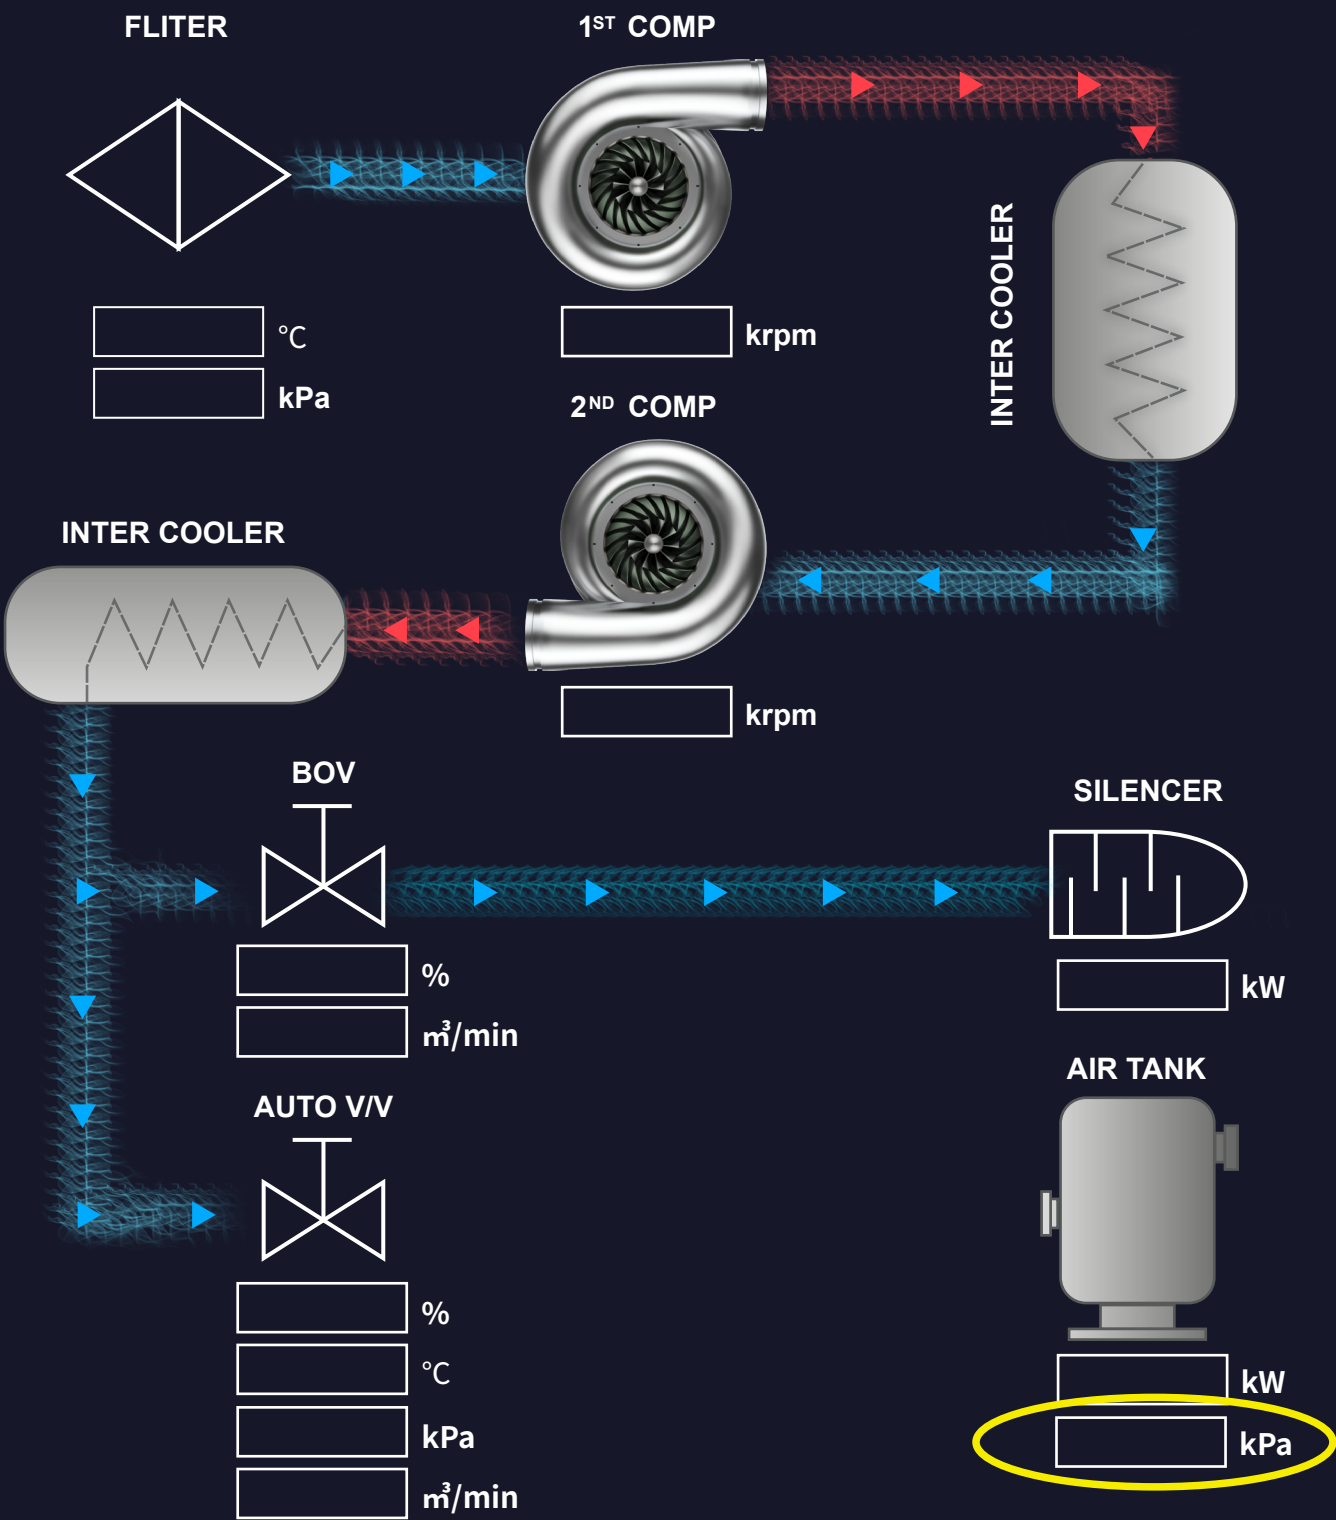 FLITER
1ST COMP
°C
kPa
krpm
INTER COOLER
2ND COMP
INTER COOLER
krpm
BOV
SILENCER
%
㎥/min
kW
AUTO V/V
AIR TANK
%
°C
kPa
㎥/min
kW
kPa